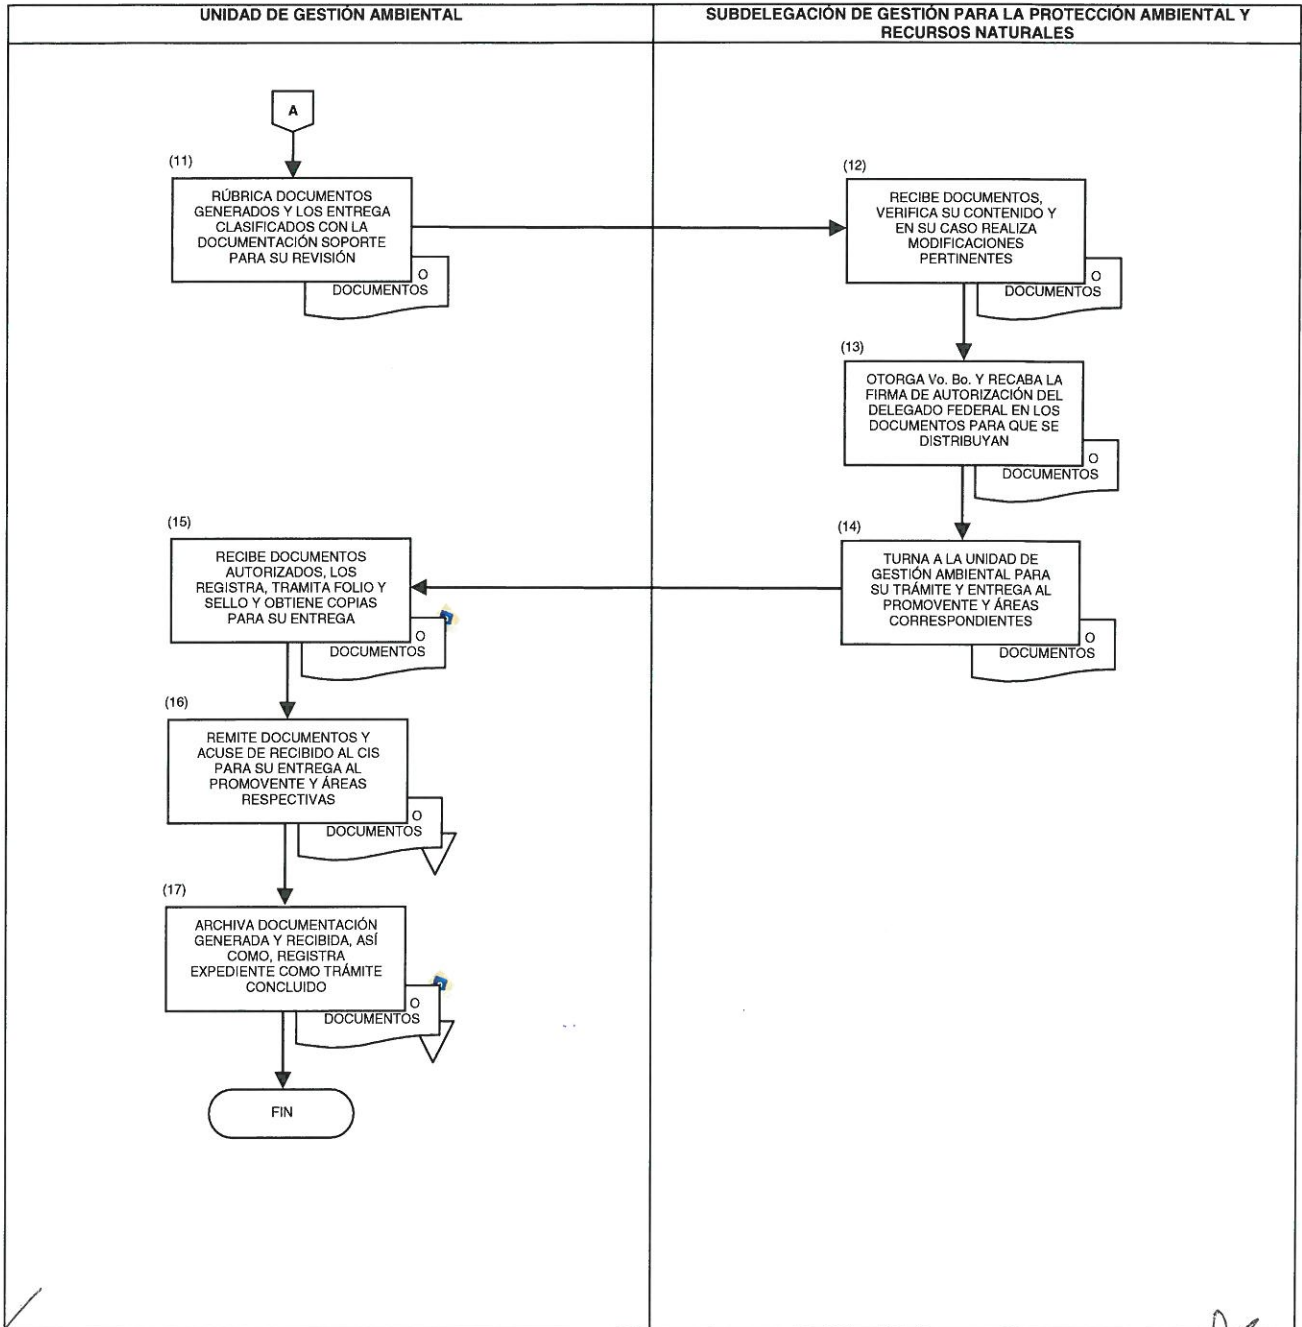 UNIDAD DE GESTIÓN AMBIENTAL
SUBDELEGACIÓN DE GESTIÓN PARA LA PROTECCIÓN AMBIENTAL Y
RECURSOS NATURALES
A
(11)
RÚBRICA DOCUMENTOS
GENERADOS Y LOS ENTREGA
CLASIFICADOS CON LA
DOCUMENTACIÓN SOPORTE
PARA SU REVISIÓN
O
DOCUMENTOS
(12)
RECIBE DOCUMENTOS,
VERIFICA SU CONTENIDO Y
EN SU CASO REALIZA
MODIFICACIONES
PERTINENTES
O
DOCUMENTOS
(13)
OTORGA Vo. Bo. Y RECABA LA
FIRMA DE AUTORIZACIÓN DEL
DELEGADO FEDERAL EN LOS
DOCUMENTOS PARA QUE SE
DISTRIBUYAN
O
DOCUMENTOS
(14)
TURNA A LA UNIDAD DE
GESTIÓN AMBIENTAL PARA
SU TRÁMITE Y ENTREGA AL
PROMOVENTE Y ÁREAS
CORRESPONDIENTES
O
DOCUMENTOS
(15)
RECIBE DOCUMENTOS
AUTORIZADOS, LOS
REGISTRA, TRAMITA FOLIO Y
SELLO Y OBTIENE COPIAS
PARA SU ENTREGA
O
DOCUMENTOS
(16)
REMITE DOCUMENTOS Y
ACUSE DE RECIBIDO AL CIS
PARA SU ENTREGA AL
PROMOVENTE Y ÁREAS
RESPECTIVAS
O
DOCUMENTOS
(17)
ARCHIVA DOCUMENTACIÓN
GENERADA Y RECIBIDA, ASÍ
COMO, REGISTRA
EXPEDIENTE COMO TRÁMITE
CONCLUIDO
O
DOCUMENTOS
FIN